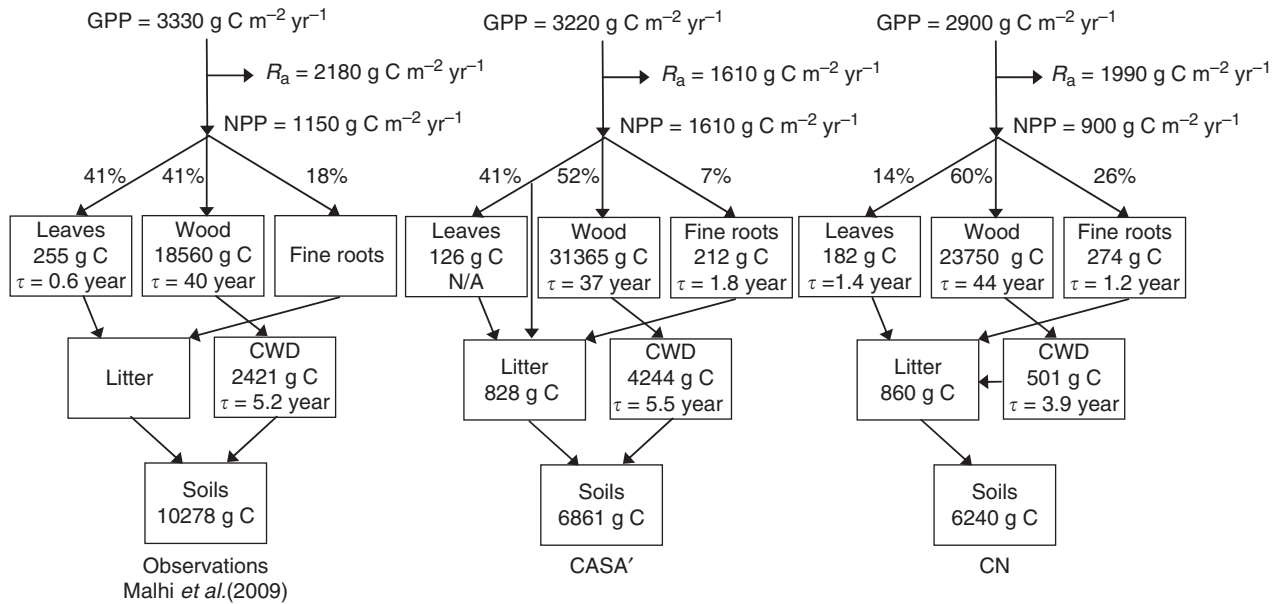 GPP = 3330 g C m⁻² yr⁻¹
Rₐ = 2180 g C m⁻² yr⁻¹
NPP = 1150 g C m⁻² yr⁻¹
41%
41%
18%
Leaves
255 g C
τ = 0.6 year
Wood
18560 g C
τ = 40 year
Fine roots
Litter
CWD
2421 g C
τ = 5.2 year
Soils
10278 g C
Observations
Malhi et al.(2009)
GPP = 3220 g C m⁻² yr⁻¹
Rₐ = 1610 g C m⁻² yr⁻¹
NPP = 1610 g C m⁻² yr⁻¹
41%
52%
7%
Leaves
126 g C
N/A
Wood
31365 g C
τ = 37 year
Fine roots
212 g C
τ = 1.8 year
Litter
828 g C
CWD
4244 g C
τ = 5.5 year
Soils
6861 g C
CASA′
GPP = 2900 g C m⁻² yr⁻¹
Rₐ = 1990 g C m⁻² yr⁻¹
NPP = 900 g C m⁻² yr⁻¹
14%
60%
26%
Leaves
182 g C
τ =1.4 year
Wood
23750 g C
τ = 44 year
Fine roots
274 g C
τ = 1.2 year
Litter
860 g C
CWD
501 g C
τ = 3.9 year
Soils
6240 g C
CN